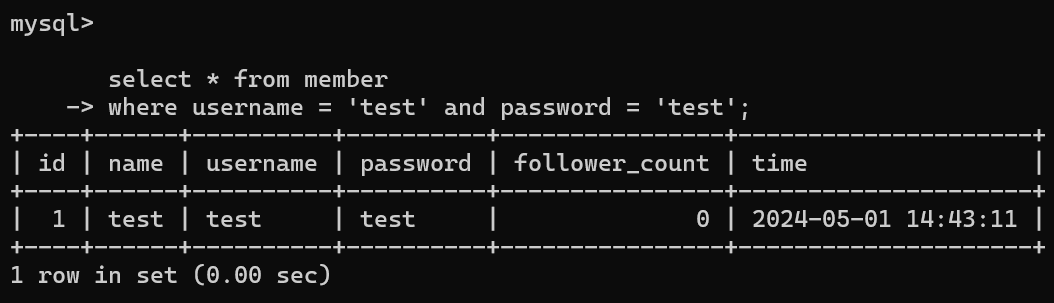 mysql>
       select * from member
    -> where username = 'test' and password = 'test';
+----+------+----------+----------+----------------+---------------------+
| id | name | username | password | follower_count | time                |
+----+------+----------+----------+----------------+---------------------+
|  1 | test | test     | test     |              0 | 2024-05-01 14:43:11 |
+----+------+----------+----------+----------------+---------------------+
1 row in set (0.00 sec)